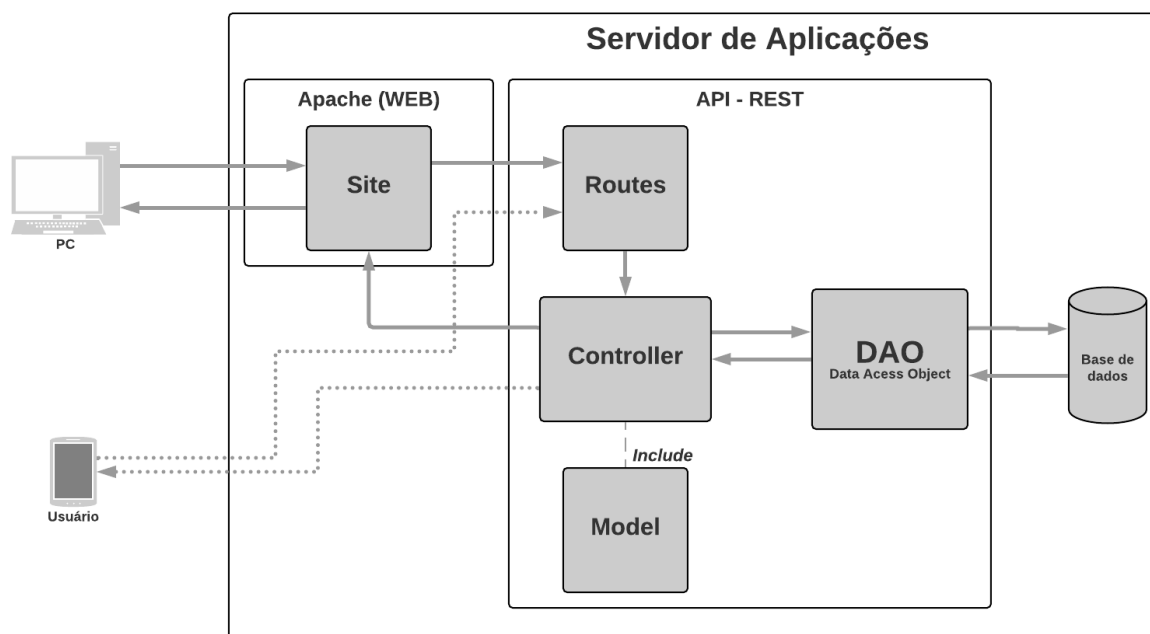 Servidor de Aplicações
Apache (WEB)
API - REST
Site
Routes
PC
Controller
DAO
Data Acess Object
Base de
dados
Include
Model
Usuário